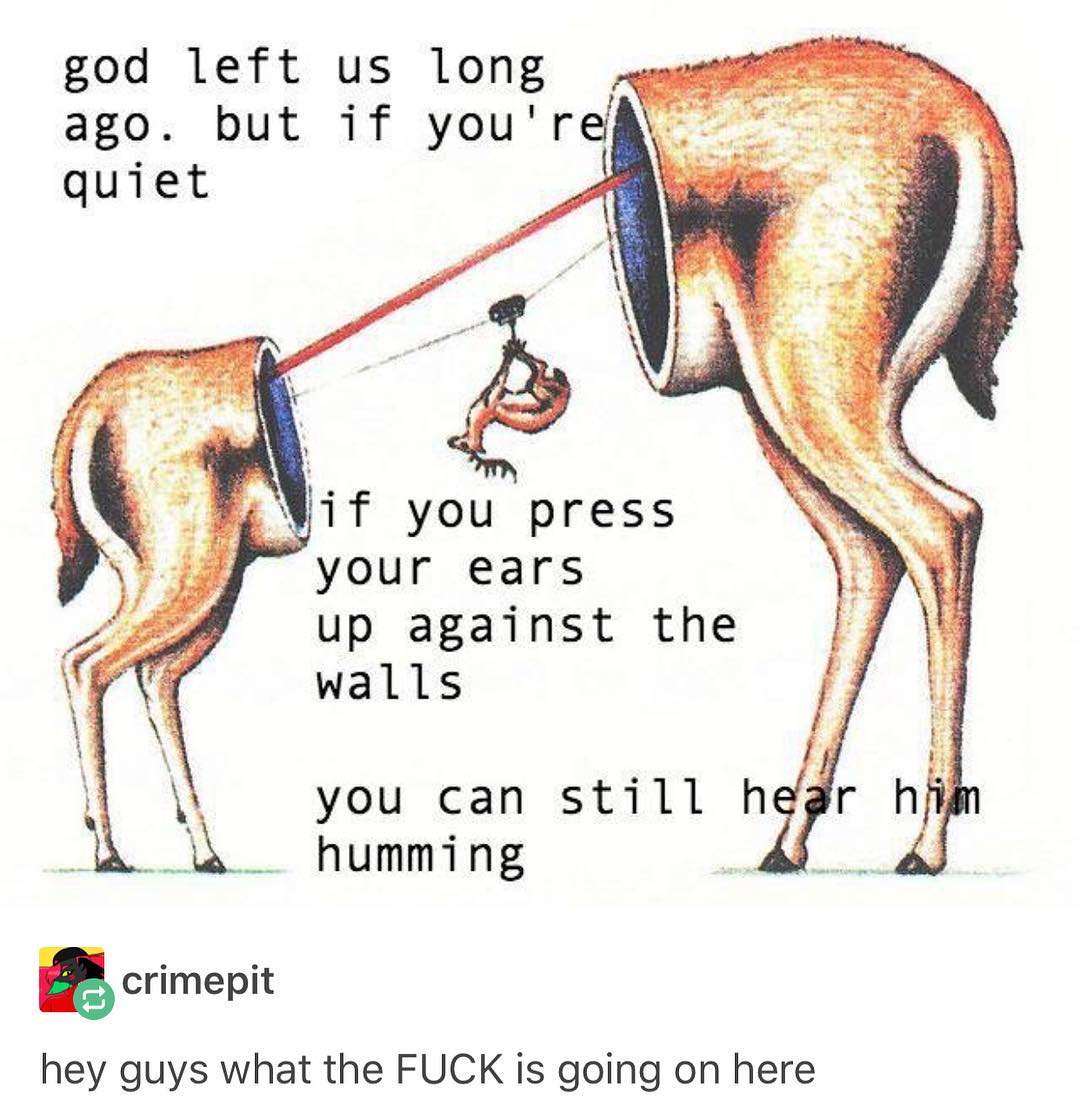 god left us long
ago. but if you're
quiet
if you press
your ears
up against the
walls
you can still hear him
humming
crimepit
hey guys what the FUCK is going on here